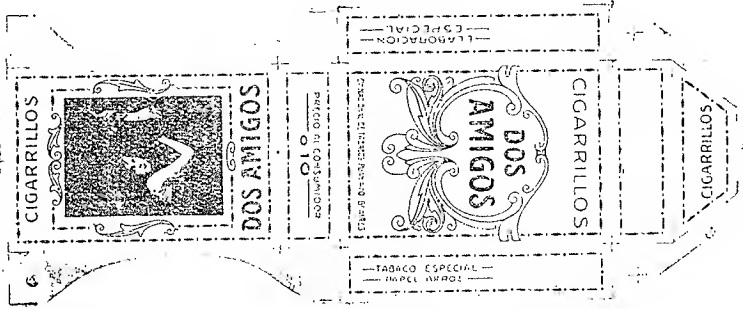 CIGARRILLOS
DOS AMIGOS
PRECIO AL CONSUMIDOR
0 10
ELABORACION
ESPECIAL
DOS
AMIGOS
CIGARRILLOS
TABACO ESPECIAL
PAPEL ARROZ
CIGARRILLOS